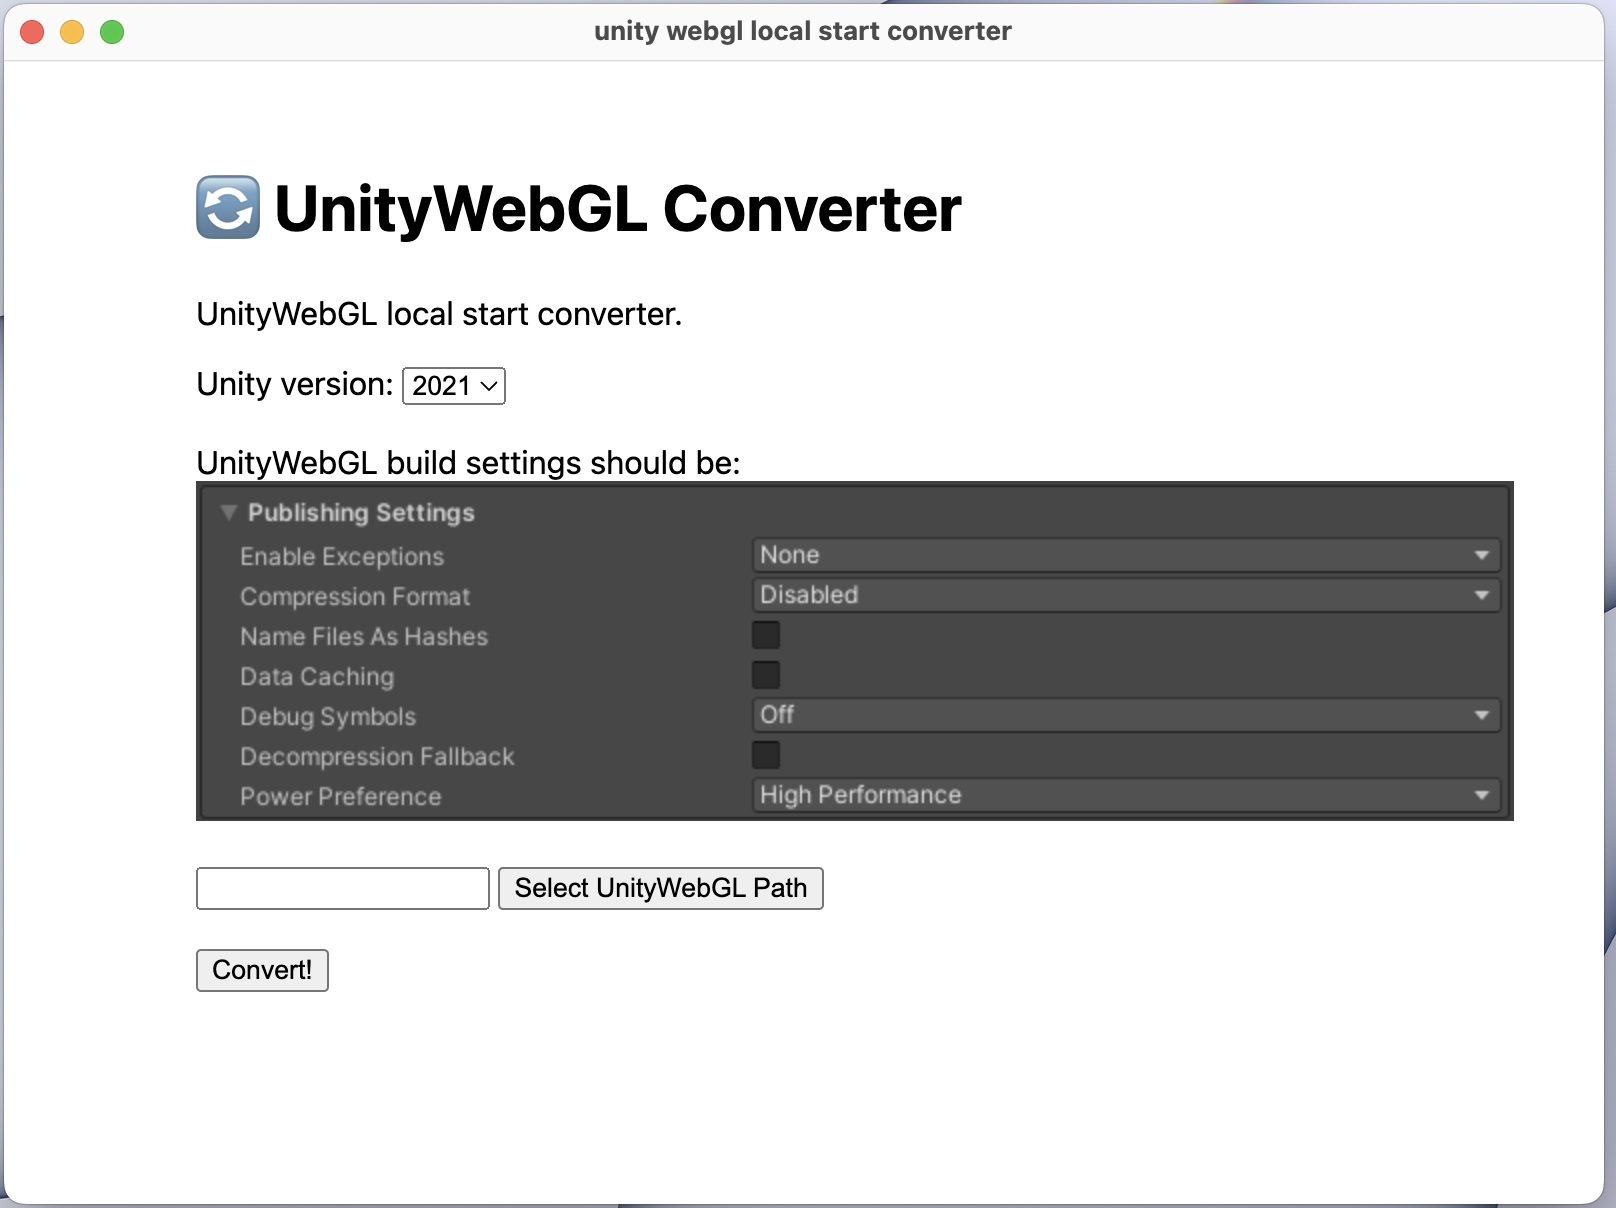 unity webgl local start converter
UnityWebGL Converter
UnityWebGL local start converter.
Unity version: 2021
UnityWebGL build settings should be:
Publishing Settings
Enable Exceptions None
Compression Format Disabled
Name Files As Hashes
Data Caching
Debug Symbols Off
Decompression Fallback
Power Preference High Performance
Select UnityWebGL Path
Convert!